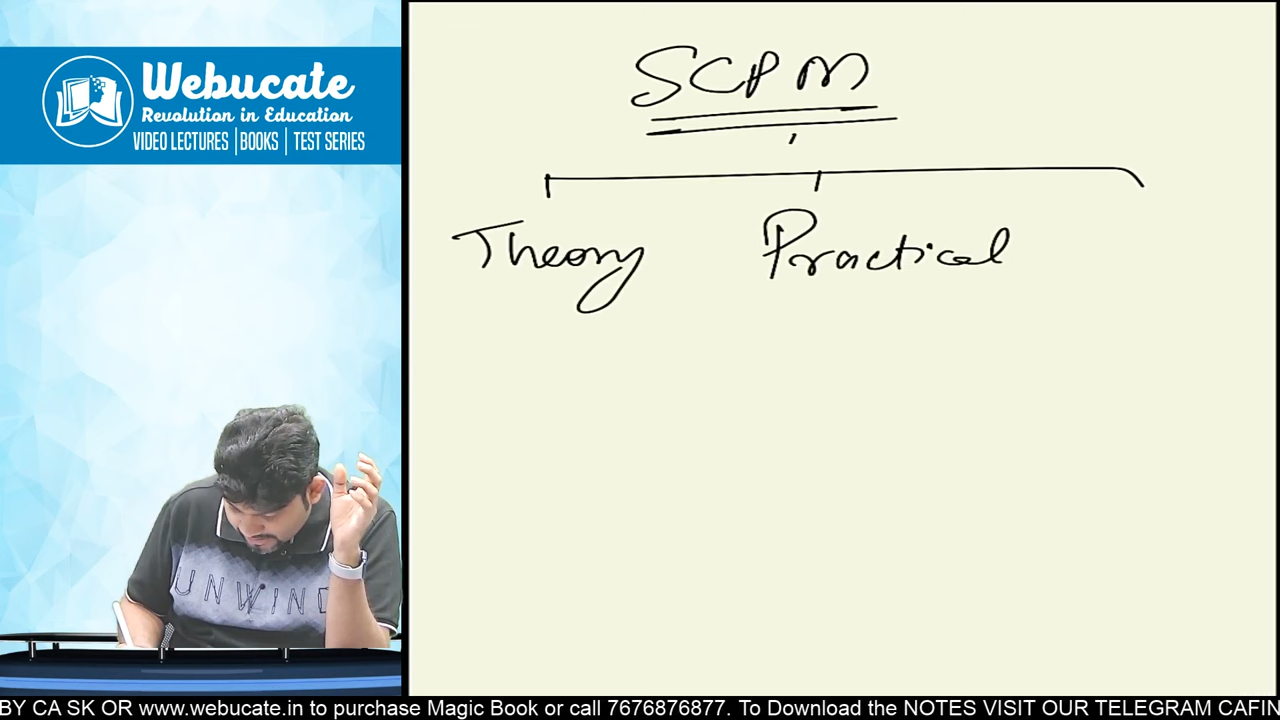 Webucate
Revolution in Education
VIDEO LECTURES | BOOKS | TEST SERIES
SCPM
Theory Practical
UNWIND
BY CA SK OR www.webucate.in to purchase Magic Book or call 7676876877. To Download the NOTES VISIT OUR TELEGRAM CAFIN